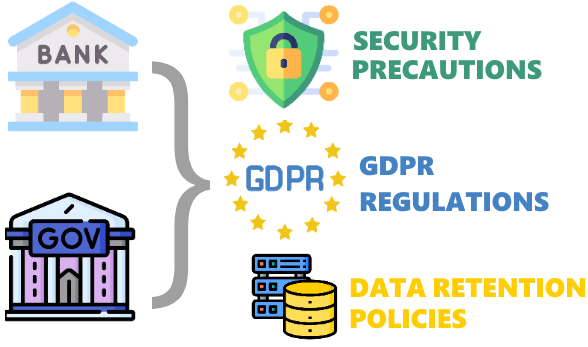 BANK
GOV
SECURITY
PRECAUTIONS
GDPR
GDPR
REGULATIONS
DATA RETENTION
POLICIES